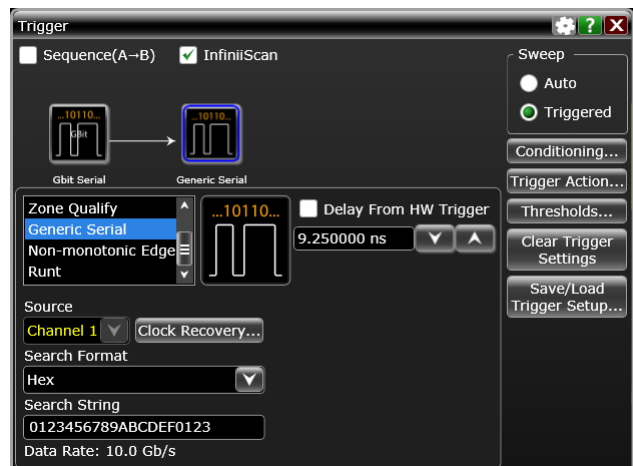 Trigger
Sequence(A→B) InfiniiScan
Sweep
Auto
Triggered
...10110...
GBit
...10110...
Gbit Serial
Generic Serial
Conditioning...
Trigger Action...
Thresholds...
Clear Trigger
Settings
Save/Load
Trigger Setup...
Zone Qualify
Generic Serial
Non-monotonic Edge
Runt
...10110...
Delay From HW Trigger
9.250000 ns
Source
Channel 1 Clock Recovery...
Search Format
Hex
Search String
0123456789ABCDEF0123
Data Rate: 10.0 Gb/s